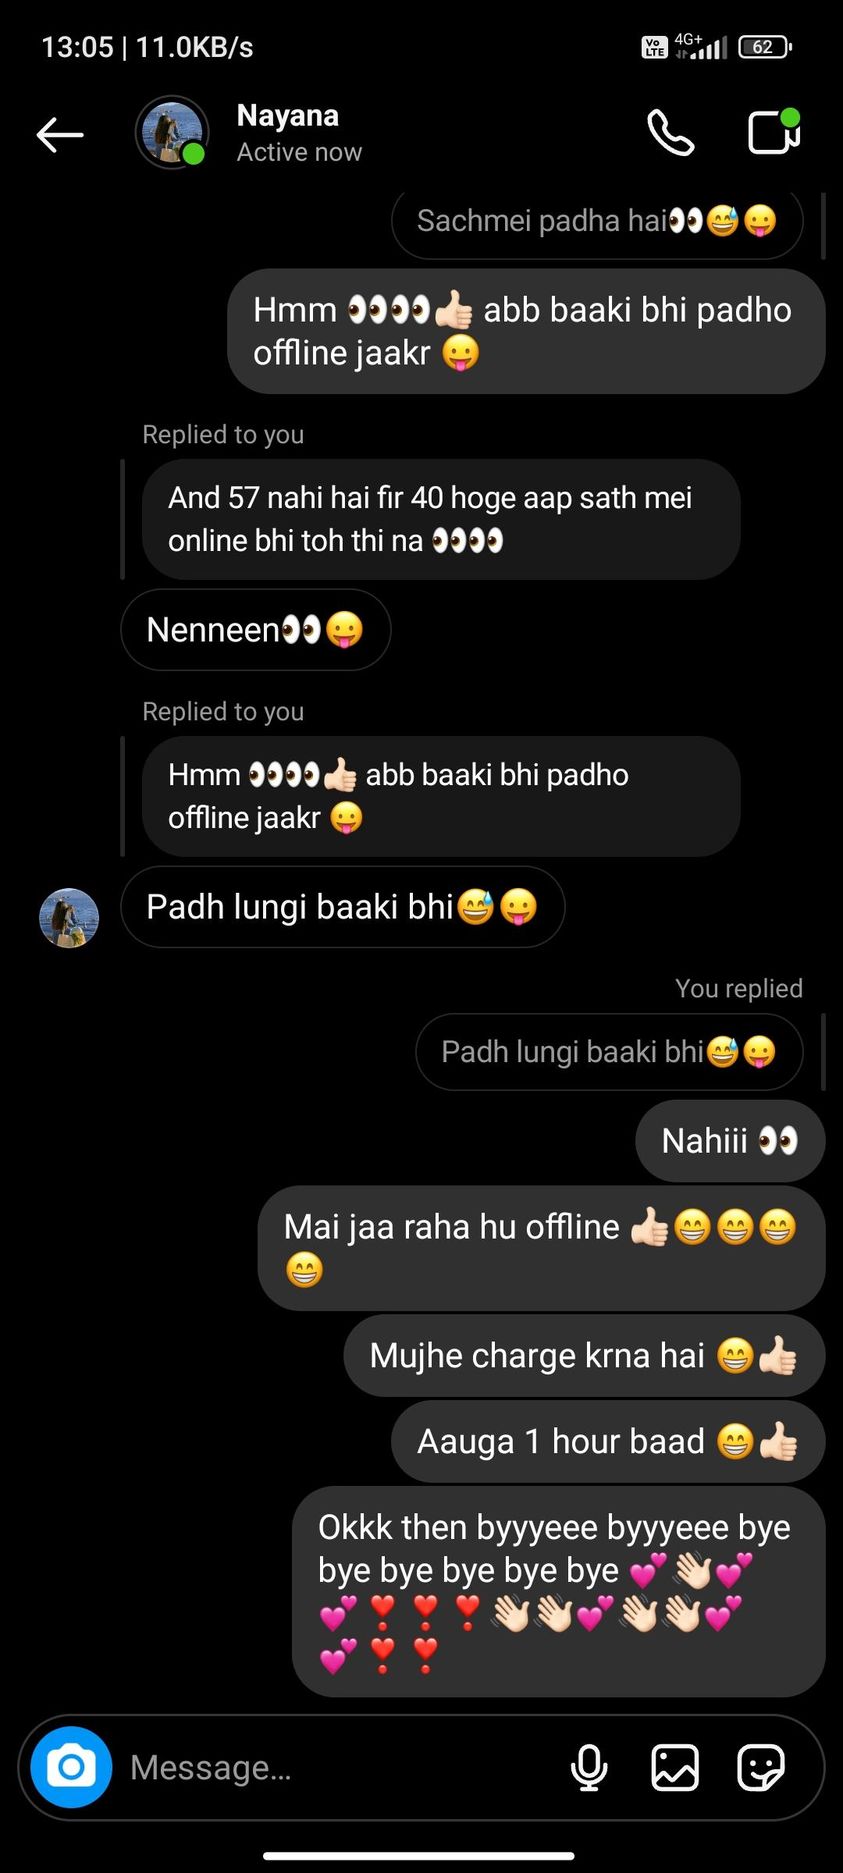 13:05 | 11.0KB/s Vo LTE 4G+ 62
Nayana
Active now
Sachmei padha hai👀😅😛
Hmm 👀👀👍🏻 abb baaki bhi padho
offline jaakr 😛
Replied to you
And 57 nahi hai fir 40 hoge aap sath mei
online bhi toh thi na 👀👀
Nenneen👀😛
Replied to you
Hmm 👀👀👍🏻 abb baaki bhi padho
offline jaakr 😛
Padh lungi baaki bhi😅😛
You replied
Padh lungi baaki bhi😅😛
Nahiii 👀
Mai jaa raha hu offline 👍🏻😁😁😁
😁
Mujhe charge krna hai 😁👍🏻
Aauga 1 hour baad 😁👍🏻
Okkk then byyyeee byyyeee bye
bye bye bye bye bye 💕👋🏻💕
💕❣️❣️❣️👋🏻👋🏻💕👋🏻👋🏻💕
💕❣️❣️
Message...